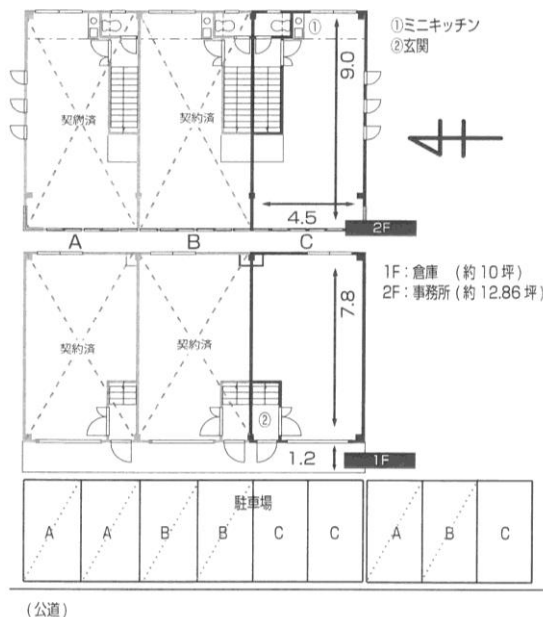 ①
①ミニキッチン
②玄関
9.0
契約済
契約済
4.5
2F
A
B
C
1F：倉庫　(約10坪)
2F：事務所 (約12.86坪)
7.8
契約済
契約済
②
1.2
1F
駐車場
A
A
B
B
C
C
A
B
C
(公道)